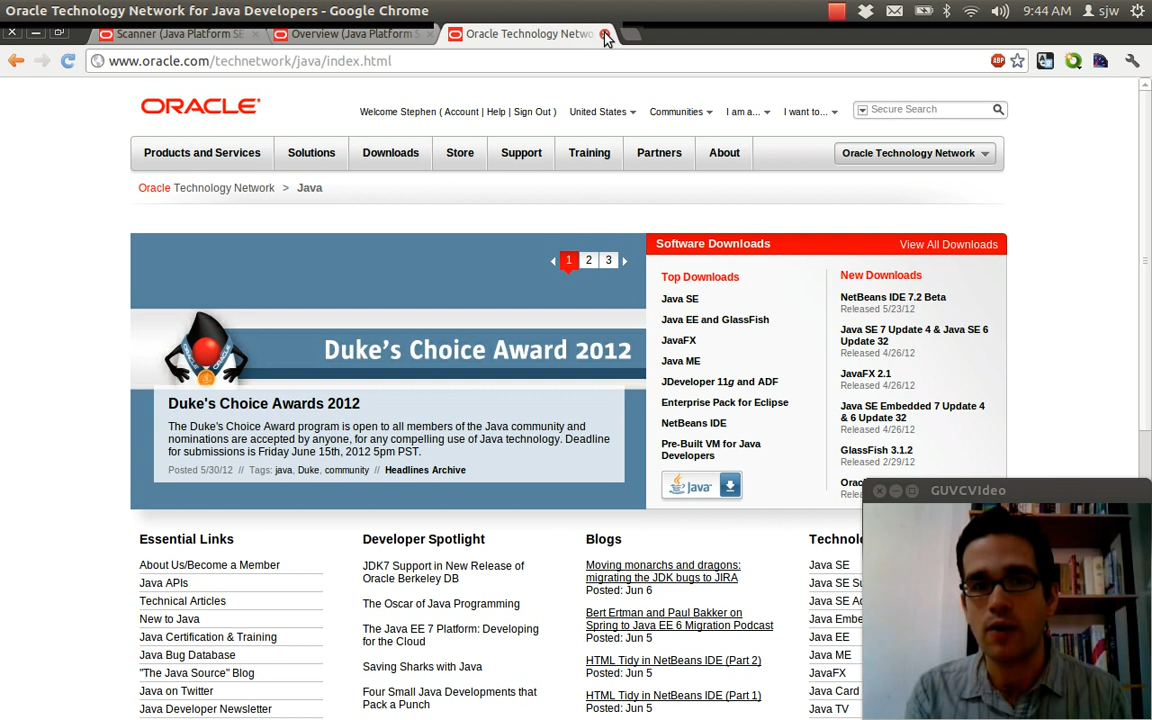 Oracle Technology Network for Java Developers - Google Chrome
9:44 AM sjw
Scanner (Java Platform SE
Overview (Java Platform S
Oracle Technology Netwo
www.oracle.com/technetwork/java/index.html
ABP
ORACLE
Welcome Stephen ( Account | Help | Sign Out ) United States Communities I am a... I want to... Secure Search
Products and Services Solutions Downloads Store Support Training Partners About Oracle Technology Network
Oracle Technology Network > Java
1 2 3
Duke's Choice Award 2012
Duke's Choice Awards 2012
The Duke's Choice Award program is open to all members of the Java community and
nominations are accepted by anyone, for any compelling use of Java technology. Deadline
for submissions is Friday June 15th, 2012 5pm PST.
Posted 5/30/12 // Tags: java, Duke, community // Headlines Archive
Software Downloads View All Downloads
Top Downloads
Java SE
Java EE and GlassFish
JavaFX
Java ME
JDeveloper 11g and ADF
Enterprise Pack for Eclipse
NetBeans IDE
Pre-Built VM for Java
Developers
Java
New Downloads
NetBeans IDE 7.2 Beta
Released 5/23/12
Java SE 7 Update 4 & Java SE 6
Update 32
Released 4/26/12
JavaFX 2.1
Released 4/26/12
Java SE Embedded 7 Update 4
& 6 Update 32
Released 4/26/12
GlassFish 3.1.2
Released 2/29/12
Orac
Relea
GUVCVideo
Essential Links
About Us/Become a Member
Java APIs
Technical Articles
New to Java
Java Certification & Training
Java Bug Database
"The Java Source" Blog
Java on Twitter
Java Developer Newsletter
Developer Spotlight
JDK7 Support in New Release of
Oracle Berkeley DB
The Oscar of Java Programming
The Java EE 7 Platform: Developing
for the Cloud
Saving Sharks with Java
Four Small Java Developments that
Pack a Punch
Blogs
Moving monarchs and dragons:
migrating the JDK bugs to JIRA
Posted: Jun 6
Bert Ertman and Paul Bakker on
Spring to Java EE 6 Migration Podcast
Posted: Jun 5
HTML Tidy in NetBeans IDE (Part 2)
Posted: Jun 5
HTML Tidy in NetBeans IDE (Part 1)
Posted: Jun 5
Technolo
Java SE
Java SE Su
Java SE Ad
Java Embe
Java EE
Java ME
JavaFX
Java Card
Java TV